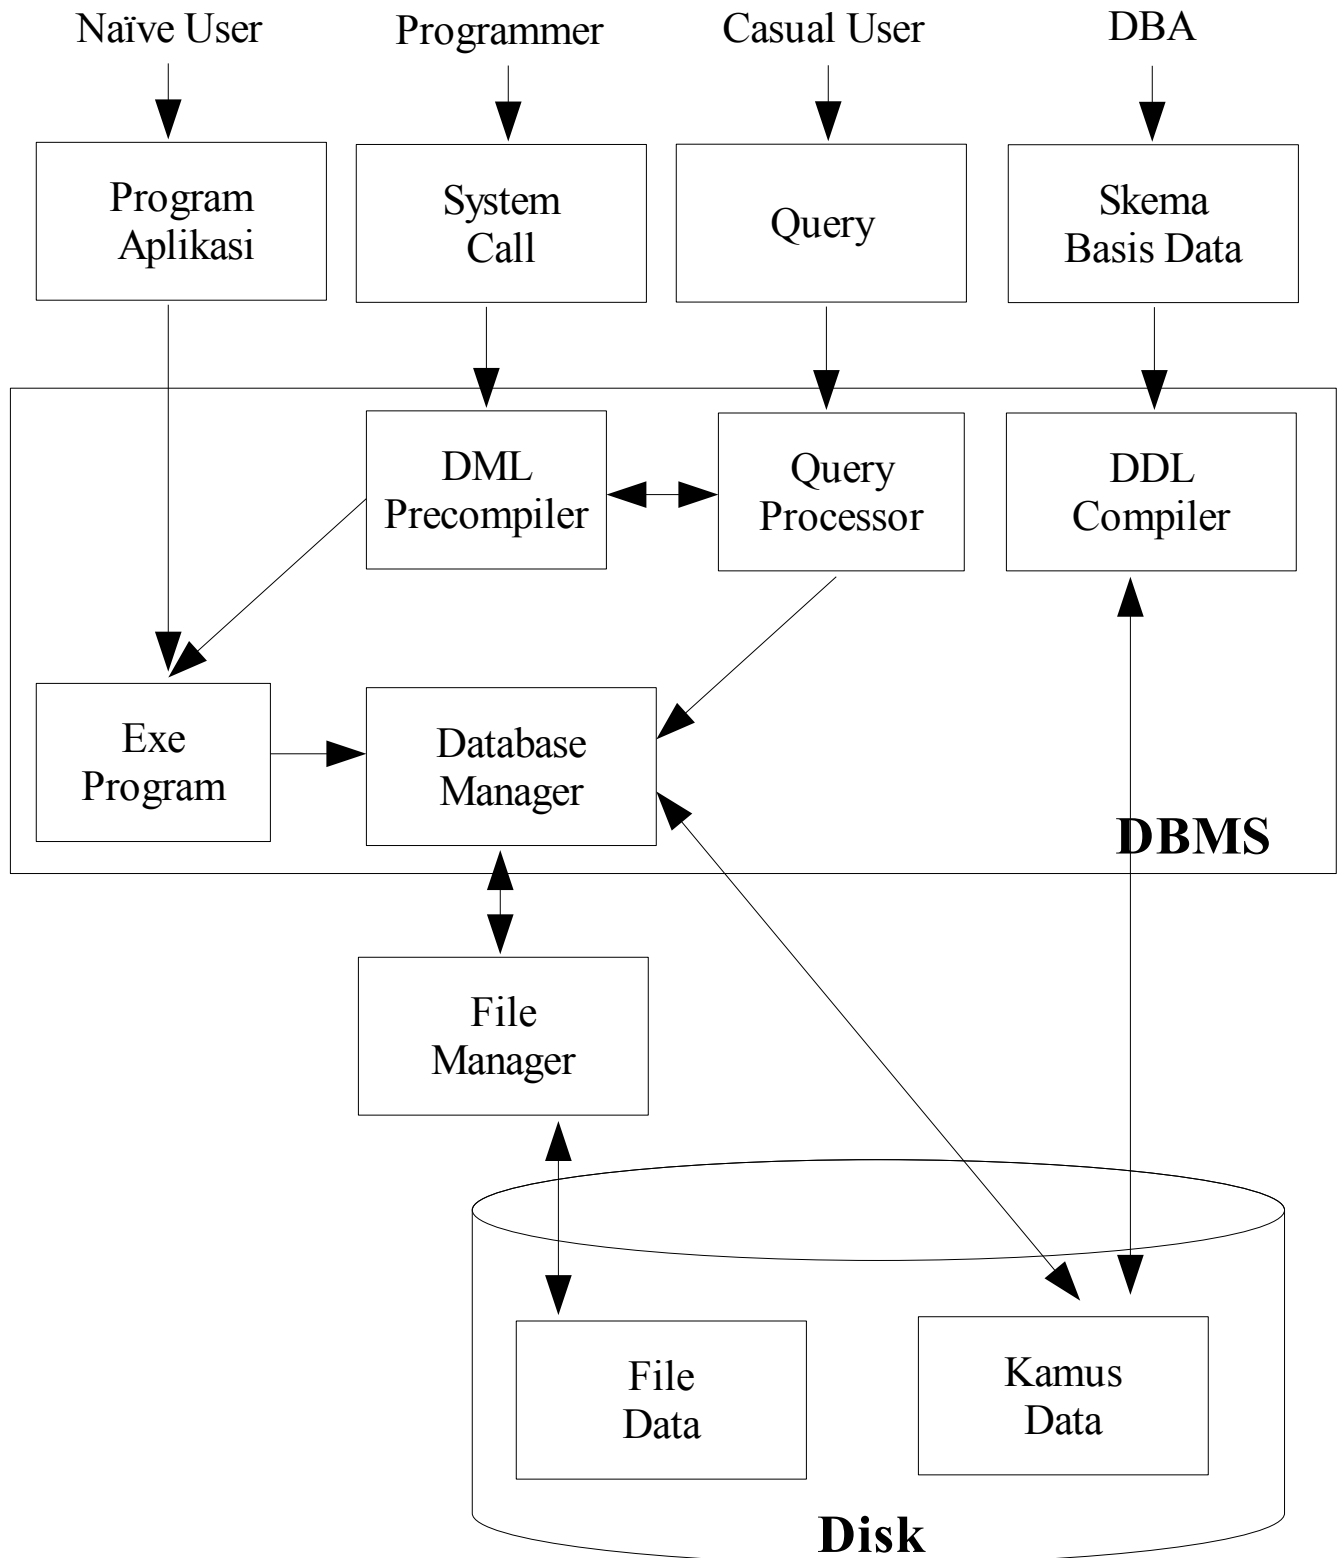 Naïve User
Programmer
Casual User
DBA
Program
Aplikasi
System
Call
Query
Skema
Basis Data
DML
Precompiler
Query
Processor
DDL
Compiler
Exe
Program
Database
Manager
DBMS
File
Manager
File
Data
Kamus
Data
Disk